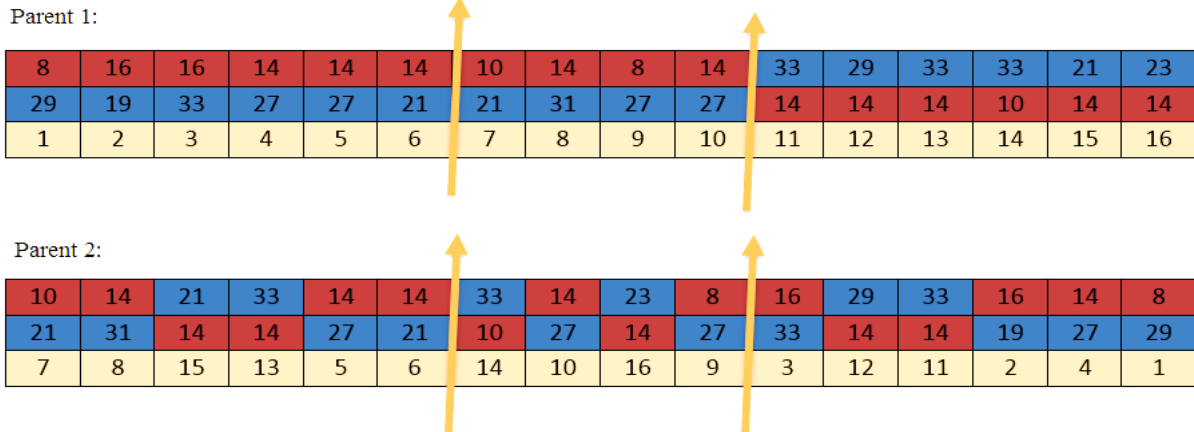 Parent 1:
8 16 16 14 14 14 10 14 8 14 33 29 33 33 21 23
29 19 33 27 27 21 21 31 27 27 14 14 14 10 14 14
1 2 3 4 5 6 7 8 9 10 11 12 13 14 15 16
Parent 2:
10 14 21 33 14 14 33 14 23 8 16 29 33 16 14 8
21 31 14 14 27 21 10 27 14 27 33 14 14 19 27 29
7 8 15 13 5 6 14 10 16 9 3 12 11 2 4 1